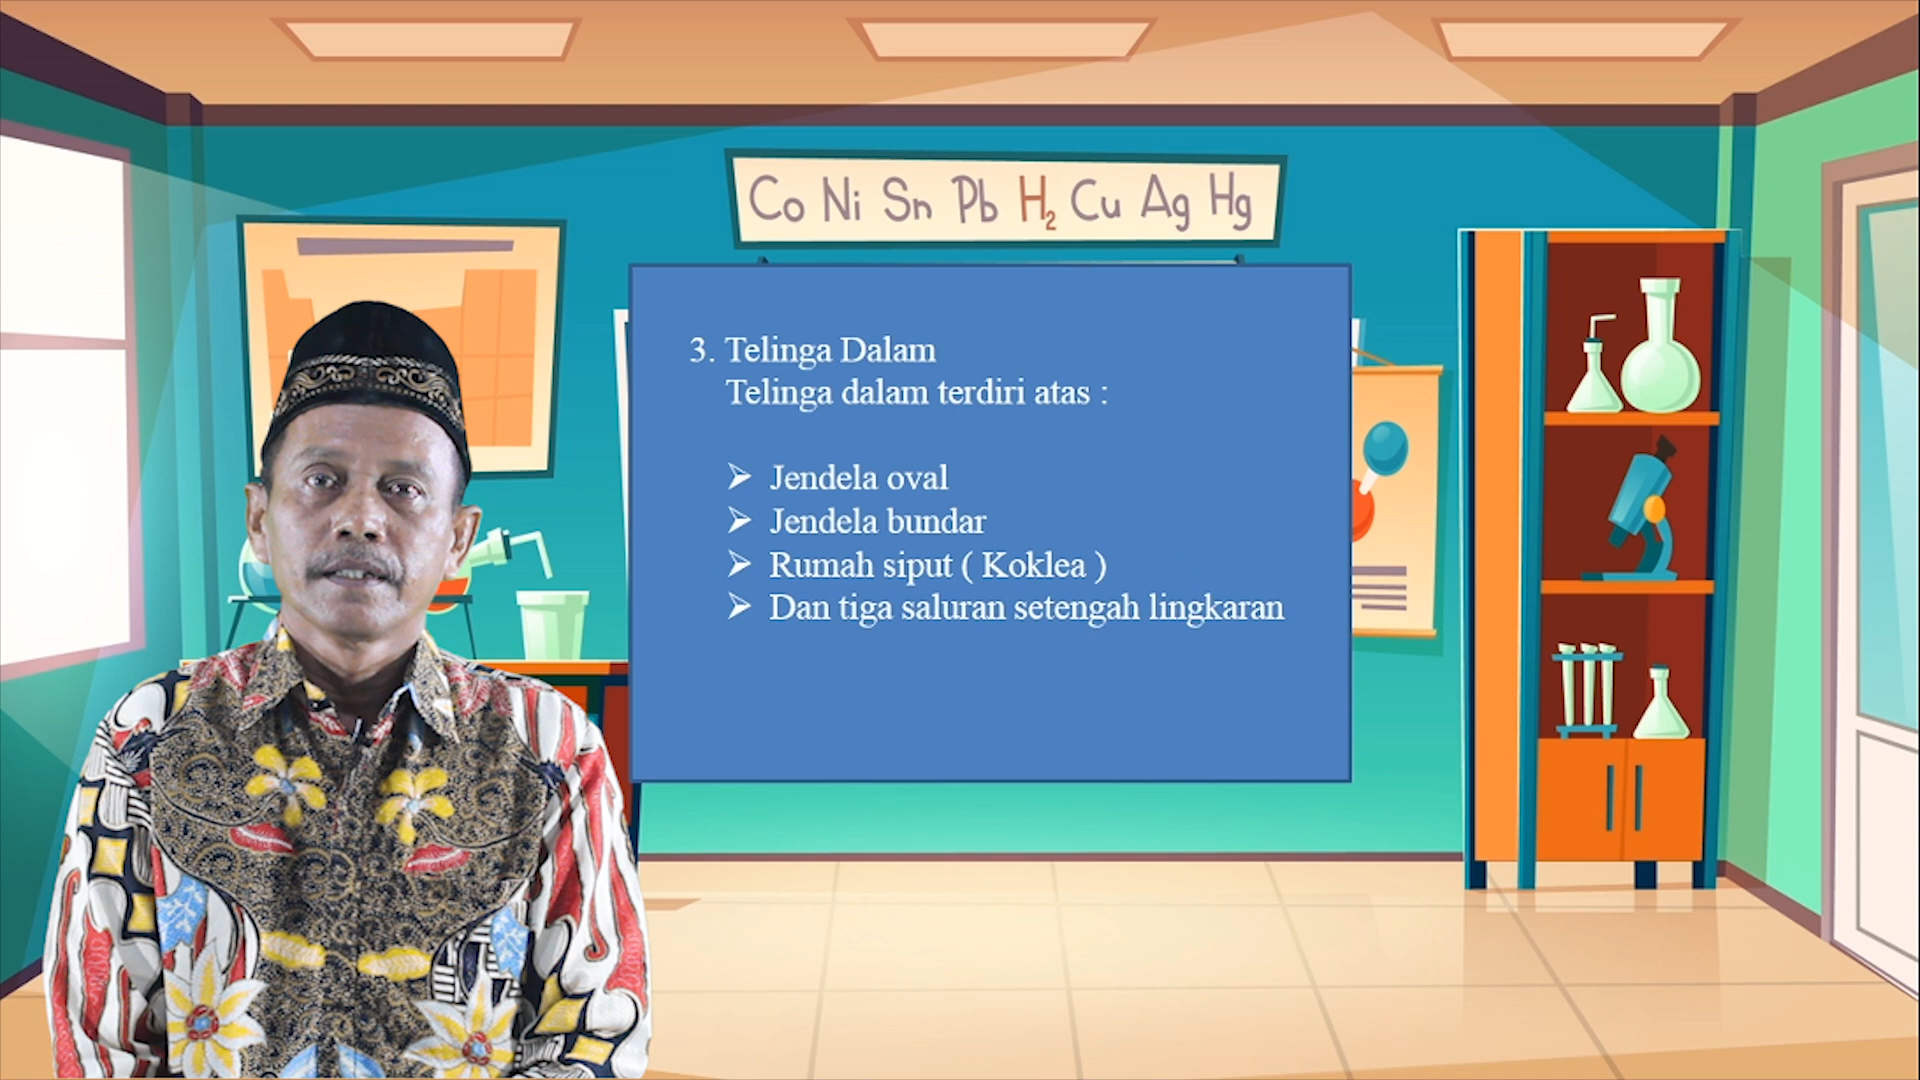 Co Ni Sn Pb H₂ Cu Ag Hg
3. Telinga Dalam
Telinga dalam terdiri atas :
➢ Jendela oval
➢ Jendela bundar
➢ Rumah siput ( Koklea )
➢ Dan tiga saluran setengah lingkaran